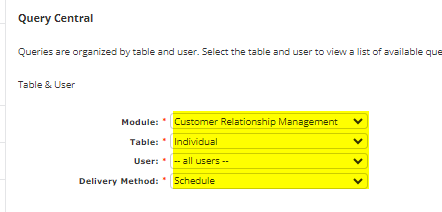 Query Central
Queries are organized by table and user. Select the table and user to view a list of available que
Table & User
Module: * Customer Relationship Management
Table: * Individual
User: * -- all users --
Delivery Method: * Schedule